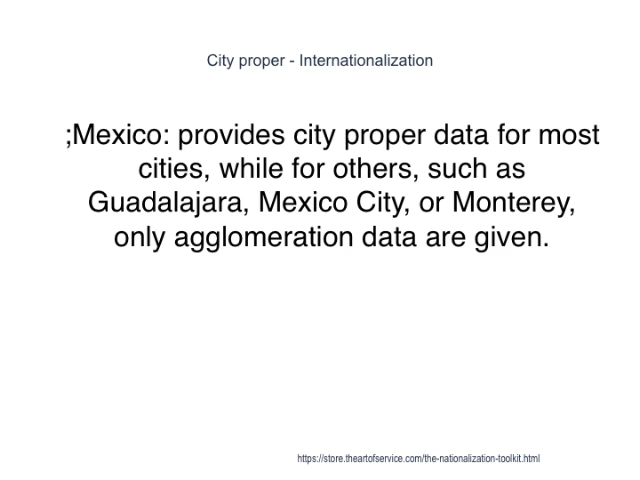 City proper - Internationalization
;Mexico: provides city proper data for most
cities, while for others, such as
Guadalajara, Mexico City, or Monterey,
only agglomeration data are given.
https://store.theartofservice.com/the-nationalization-toolkit.html